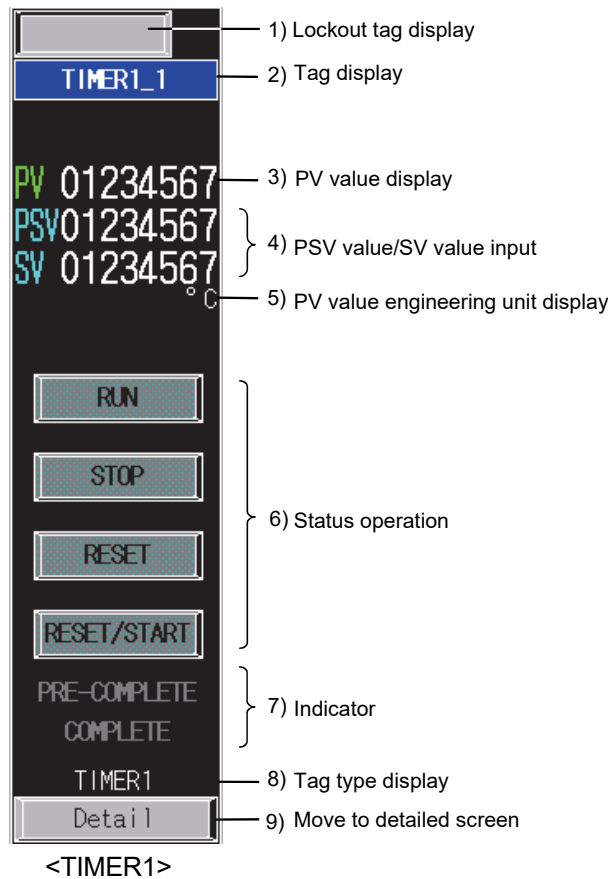 1) Lockout tag display
TIMER1_1
2) Tag display
PV 01234567
3) PV value display
PSV01234567
SV 01234567
4) PSV value/SV value input
°C
5) PV value engineering unit display
RUN
STOP
RESET
RESET/START
6) Status operation
PRE-COMPLETE
COMPLETE
7) Indicator
TIMER1
8) Tag type display
Detail
9) Move to detailed screen
<TIMER1>